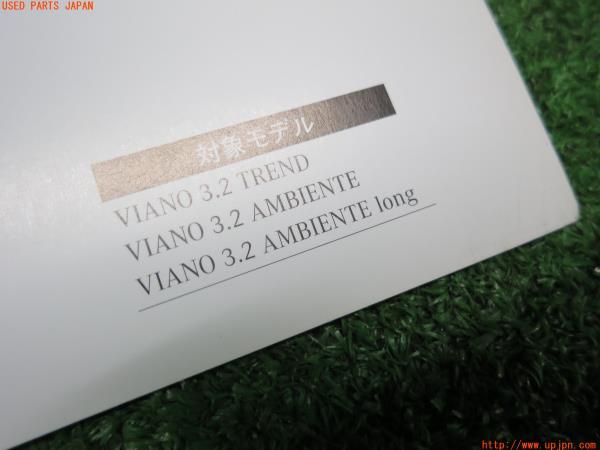 USED PARTS JAPAN
対象モデル
VIANO 3.2 TREND
VIANO 3.2 AMBIENTE
VIANO 3.2 AMBIENTE long
http://www.upjpn.com/